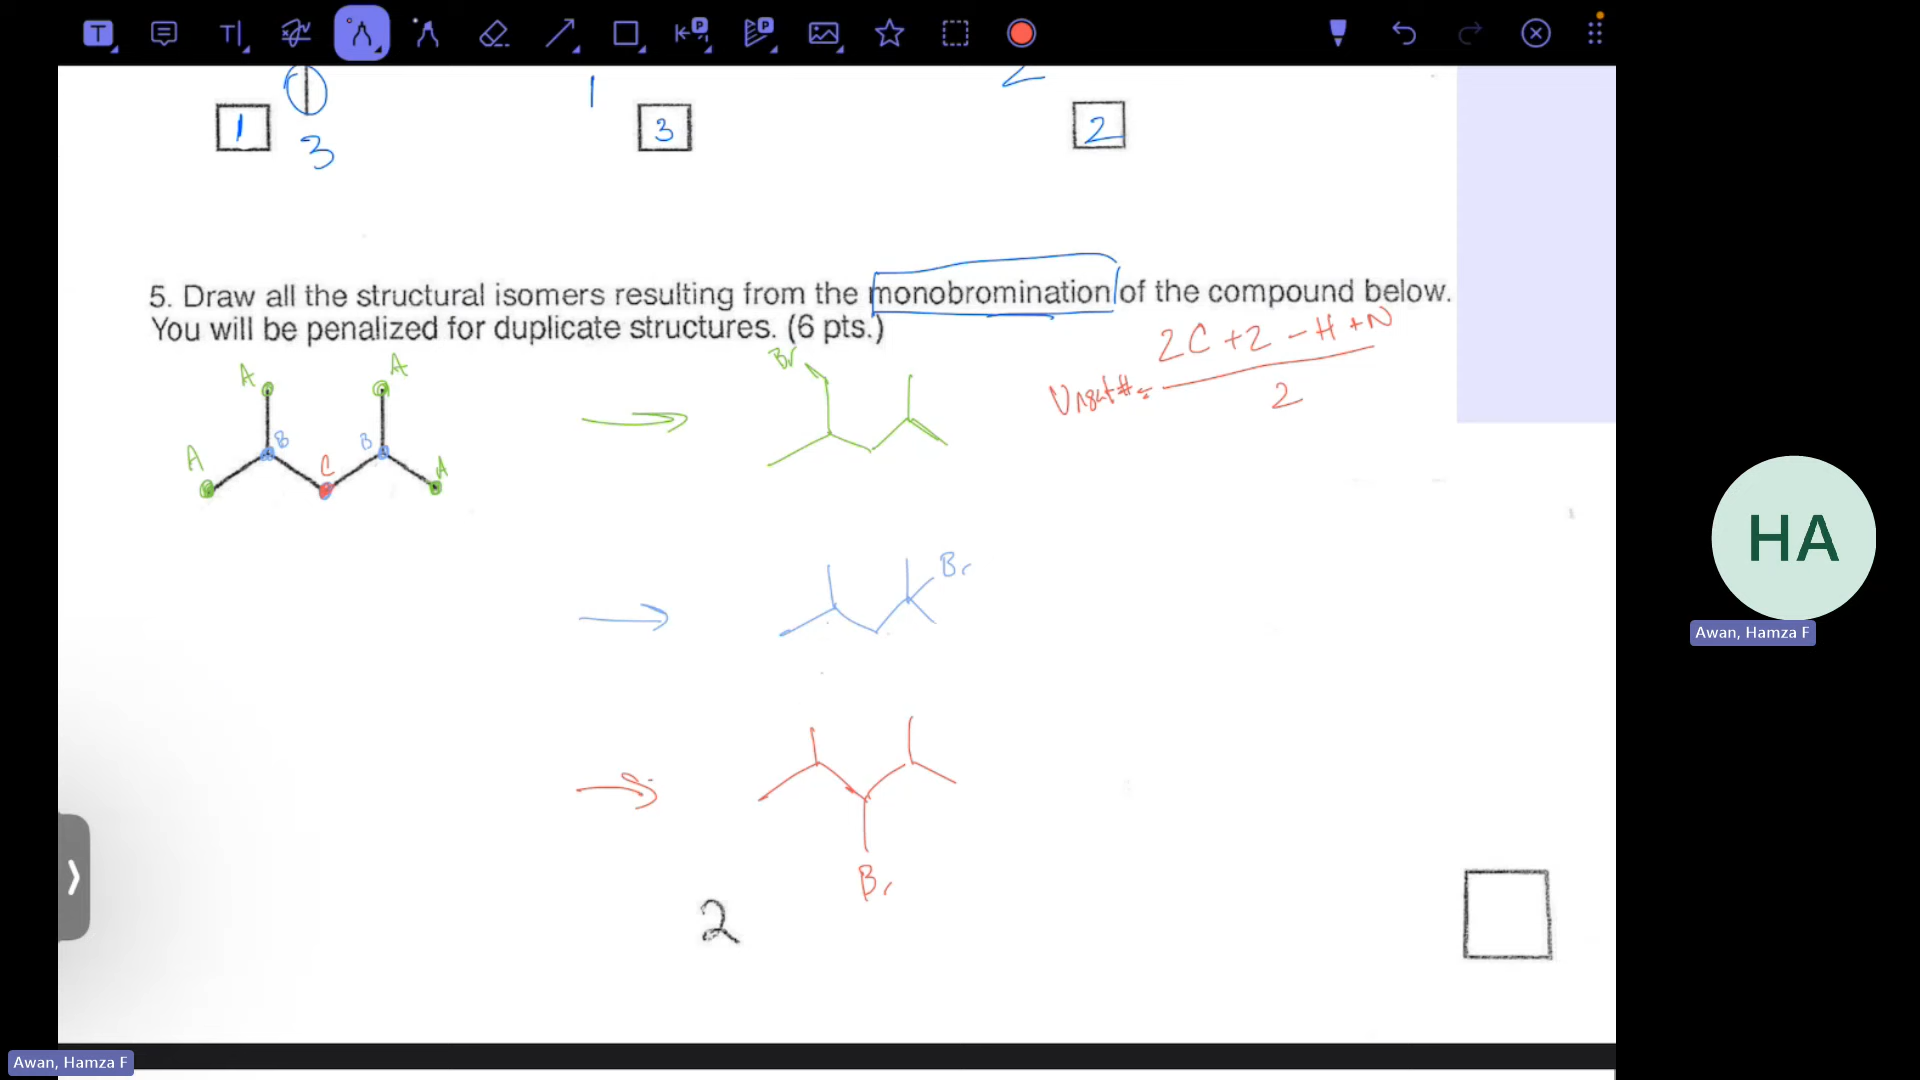 T T P P
1 1 2
3 3 2
5. Draw all the structural isomers resulting from the monobromination of the compound below.
You will be penalized for duplicate structures. (6 pts.)
2C+2-H+N
2
A A Br
B B
A C A
Br
HA
Awan, Hamza F
Br
2
Awan, Hamza F